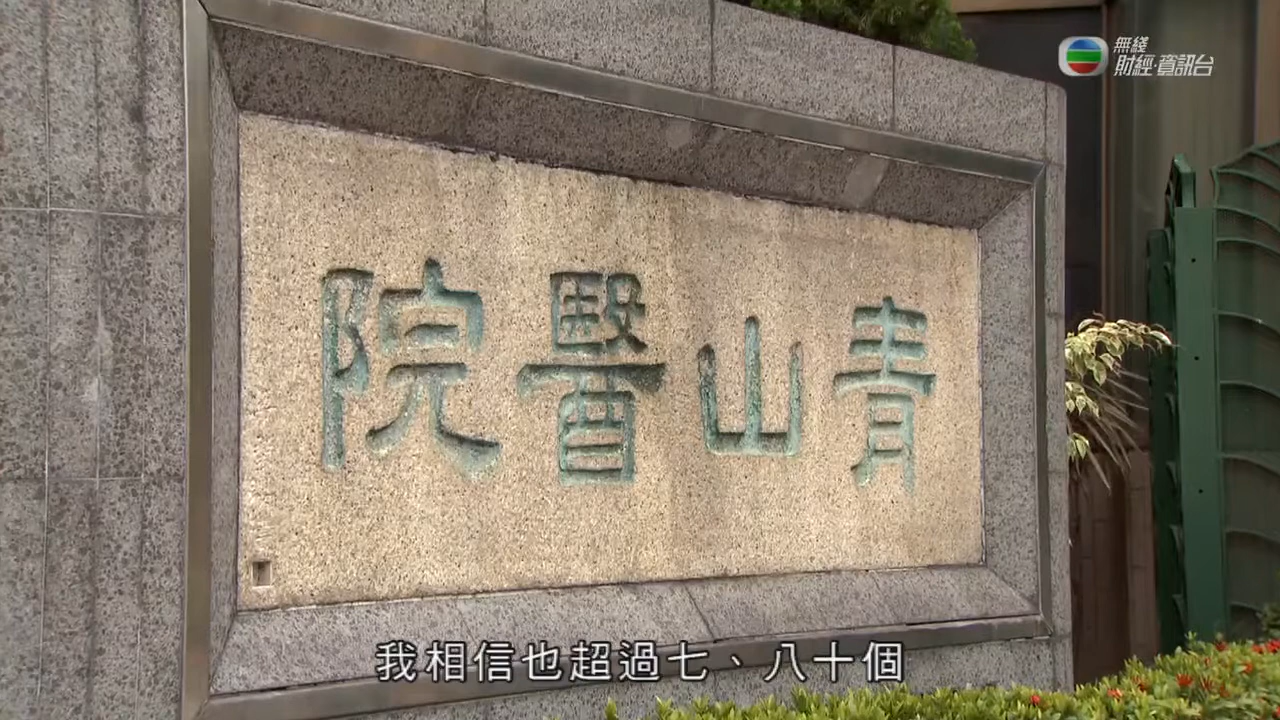 無綫
財經·資訊台
青山醫院
我相信也超過七、八十個